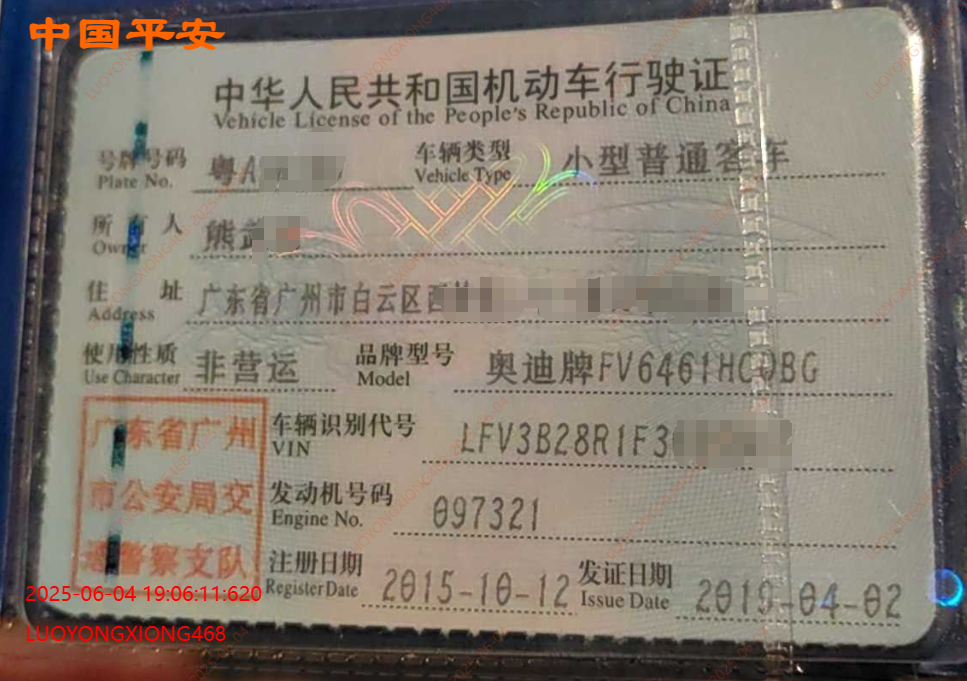 中国平安
中华人民共和国机动车行驶证
Vehicle License of the People's Republic of China
号牌号码 粤A 车辆类型 小型普通客车
Plate No. Vehicle Type
所有人 熊
Owner
住址 广东省广州市白云区西
Address
使用性质 非营运 品牌型号 奥迪牌FV6461HCQBG
Use Character Model
广东省广州 车辆识别代号 LFV3B28R1F3
VIN
市公安局交 发动机号码 097321
Engine No.
通警察支队 注册日期 2015-10-12 发证日期 2019-04-02
Register Date Issue Date
2025-06-04 19:06:11:620
LUOYONGXIONG468